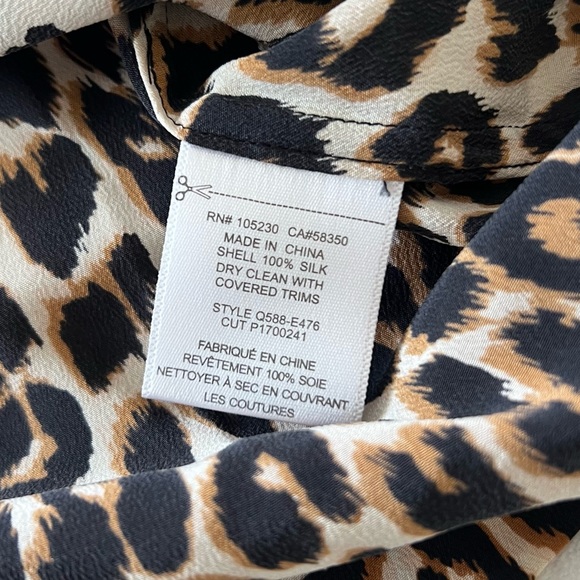 RN# 105230 CA#58350
MADE IN CHINA
SHELL 100% SILK
DRY CLEAN WITH
COVERED TRIMS
STYLE Q588-E476
CUT P1700241
FABRIQUÉ EN CHINE
REVÊTEMENT 100% SOIE
NETTOYER À SEC EN COUVRANT
LES COUTURES